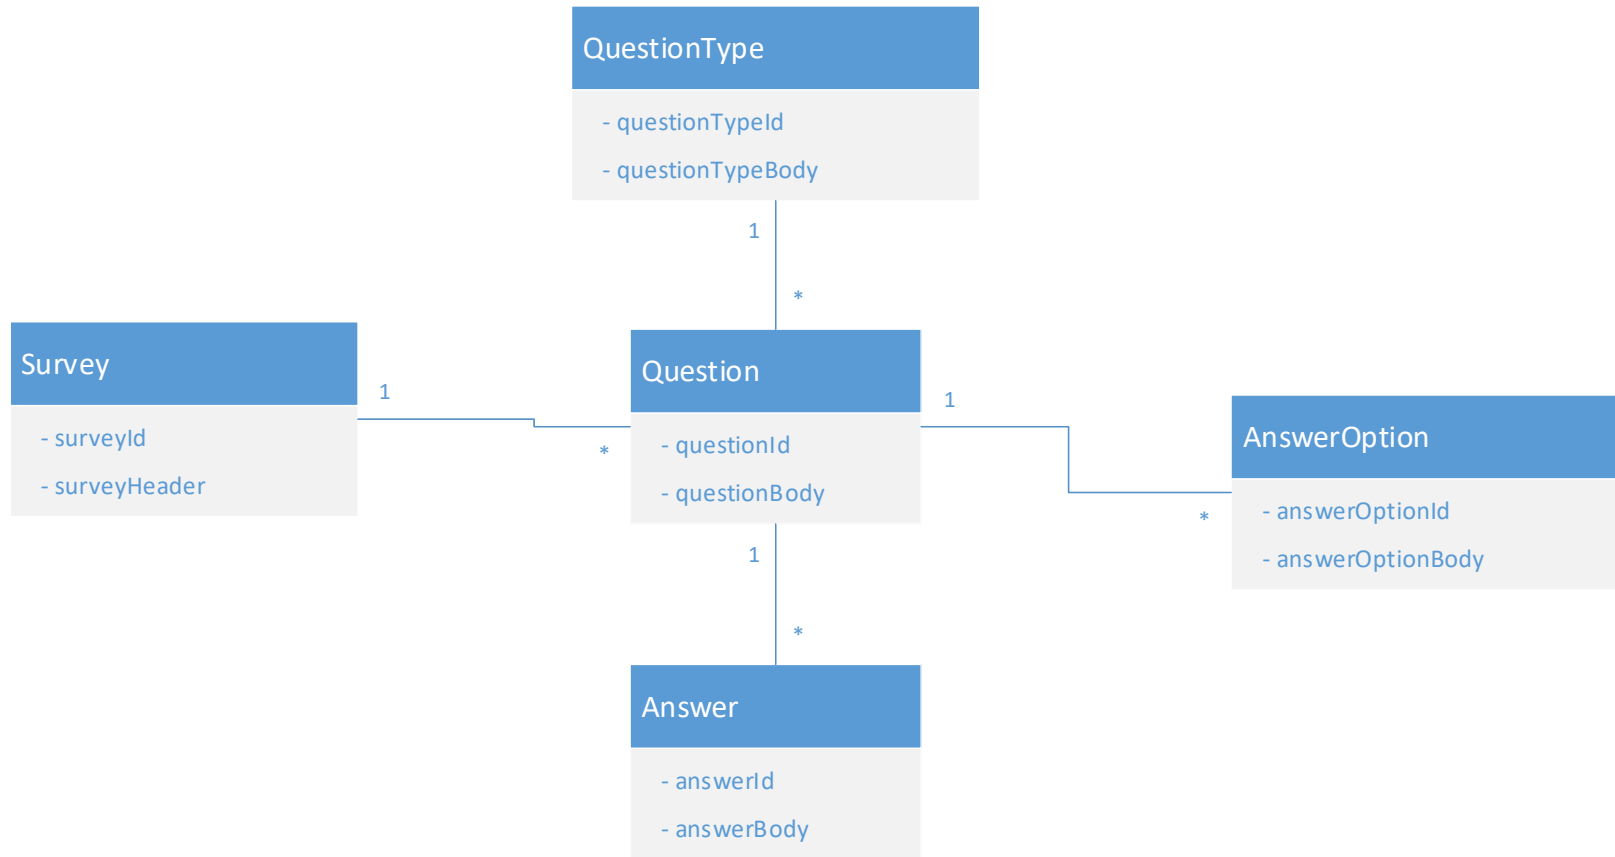 QuestionType
- questionTypeId
- questionTypeBody
1
*
Survey
- surveyId
- surveyHeader
1
*
Question
- questionId
- questionBody
1
*
AnswerOption
- answerOptionId
- answerOptionBody
1
*
Answer
- answerId
- answerBody